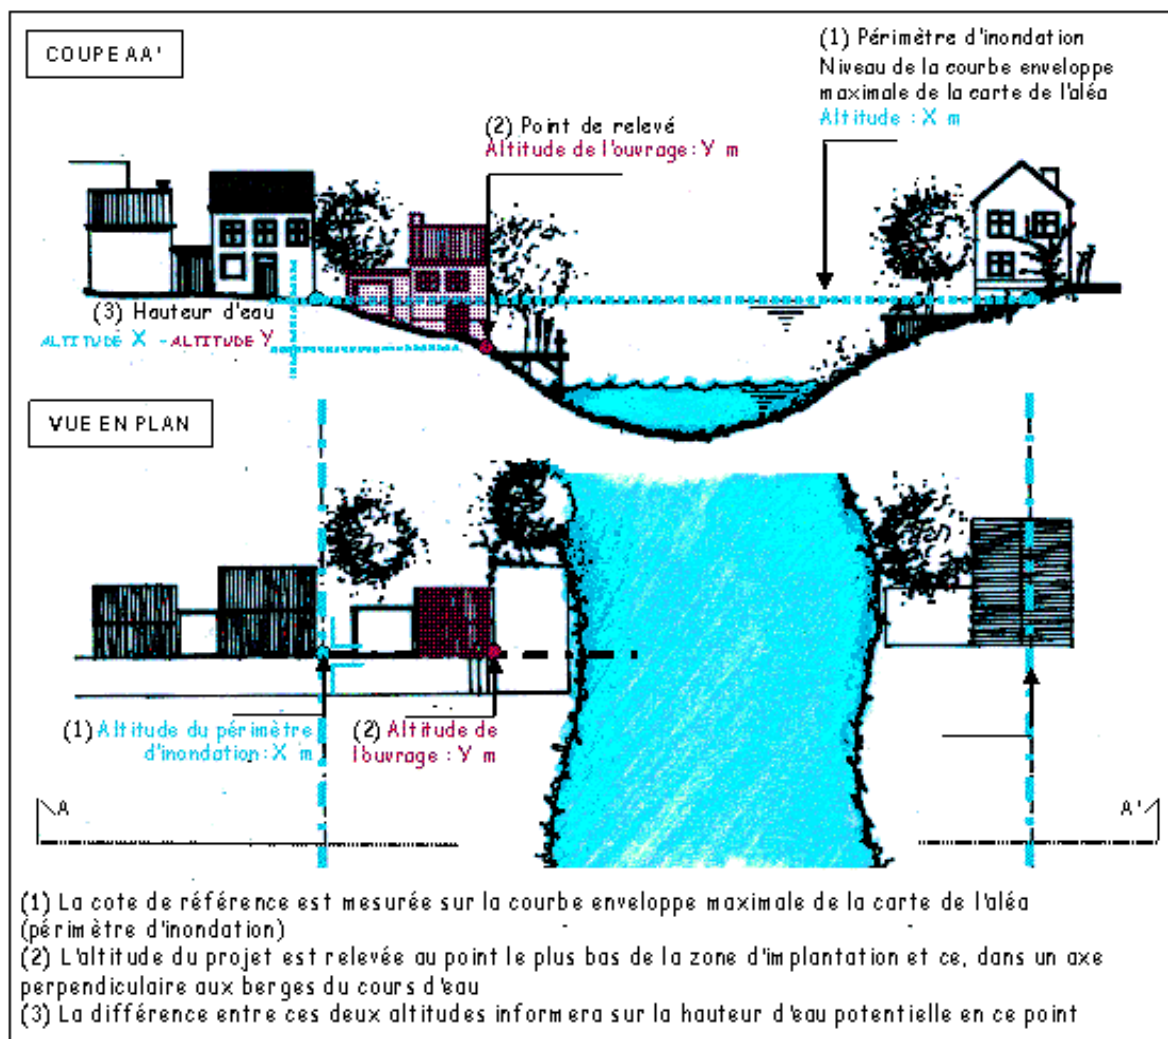 COUPE AA'
(1) Périmètre d'inondation
Niveau de la courbe enveloppe
maximale de la carte de l'aléa
Altitude : X m
(2) Point de relevé
Altitude de l'ouvrage : Y m
(3) Hauteur d'eau
ALTITUDE X - ALTITUDE Y
VUE EN PLAN
(1) Altitude du périmètre
d'inondation : X m
(2) Altitude de
l'ouvrage : Y m
A
A'
(1) La cote de référence est mesurée sur la courbe enveloppe maximale de la carte de l'aléa
(périmètre d'inondation)
(2) L'altitude du projet est relevée au point le plus bas de la zone d'implantation et ce, dans un axe
perpendiculaire aux berges du cours d'eau
(3) La différence entre ces deux altitudes informera sur la hauteur d'eau potentielle en ce point